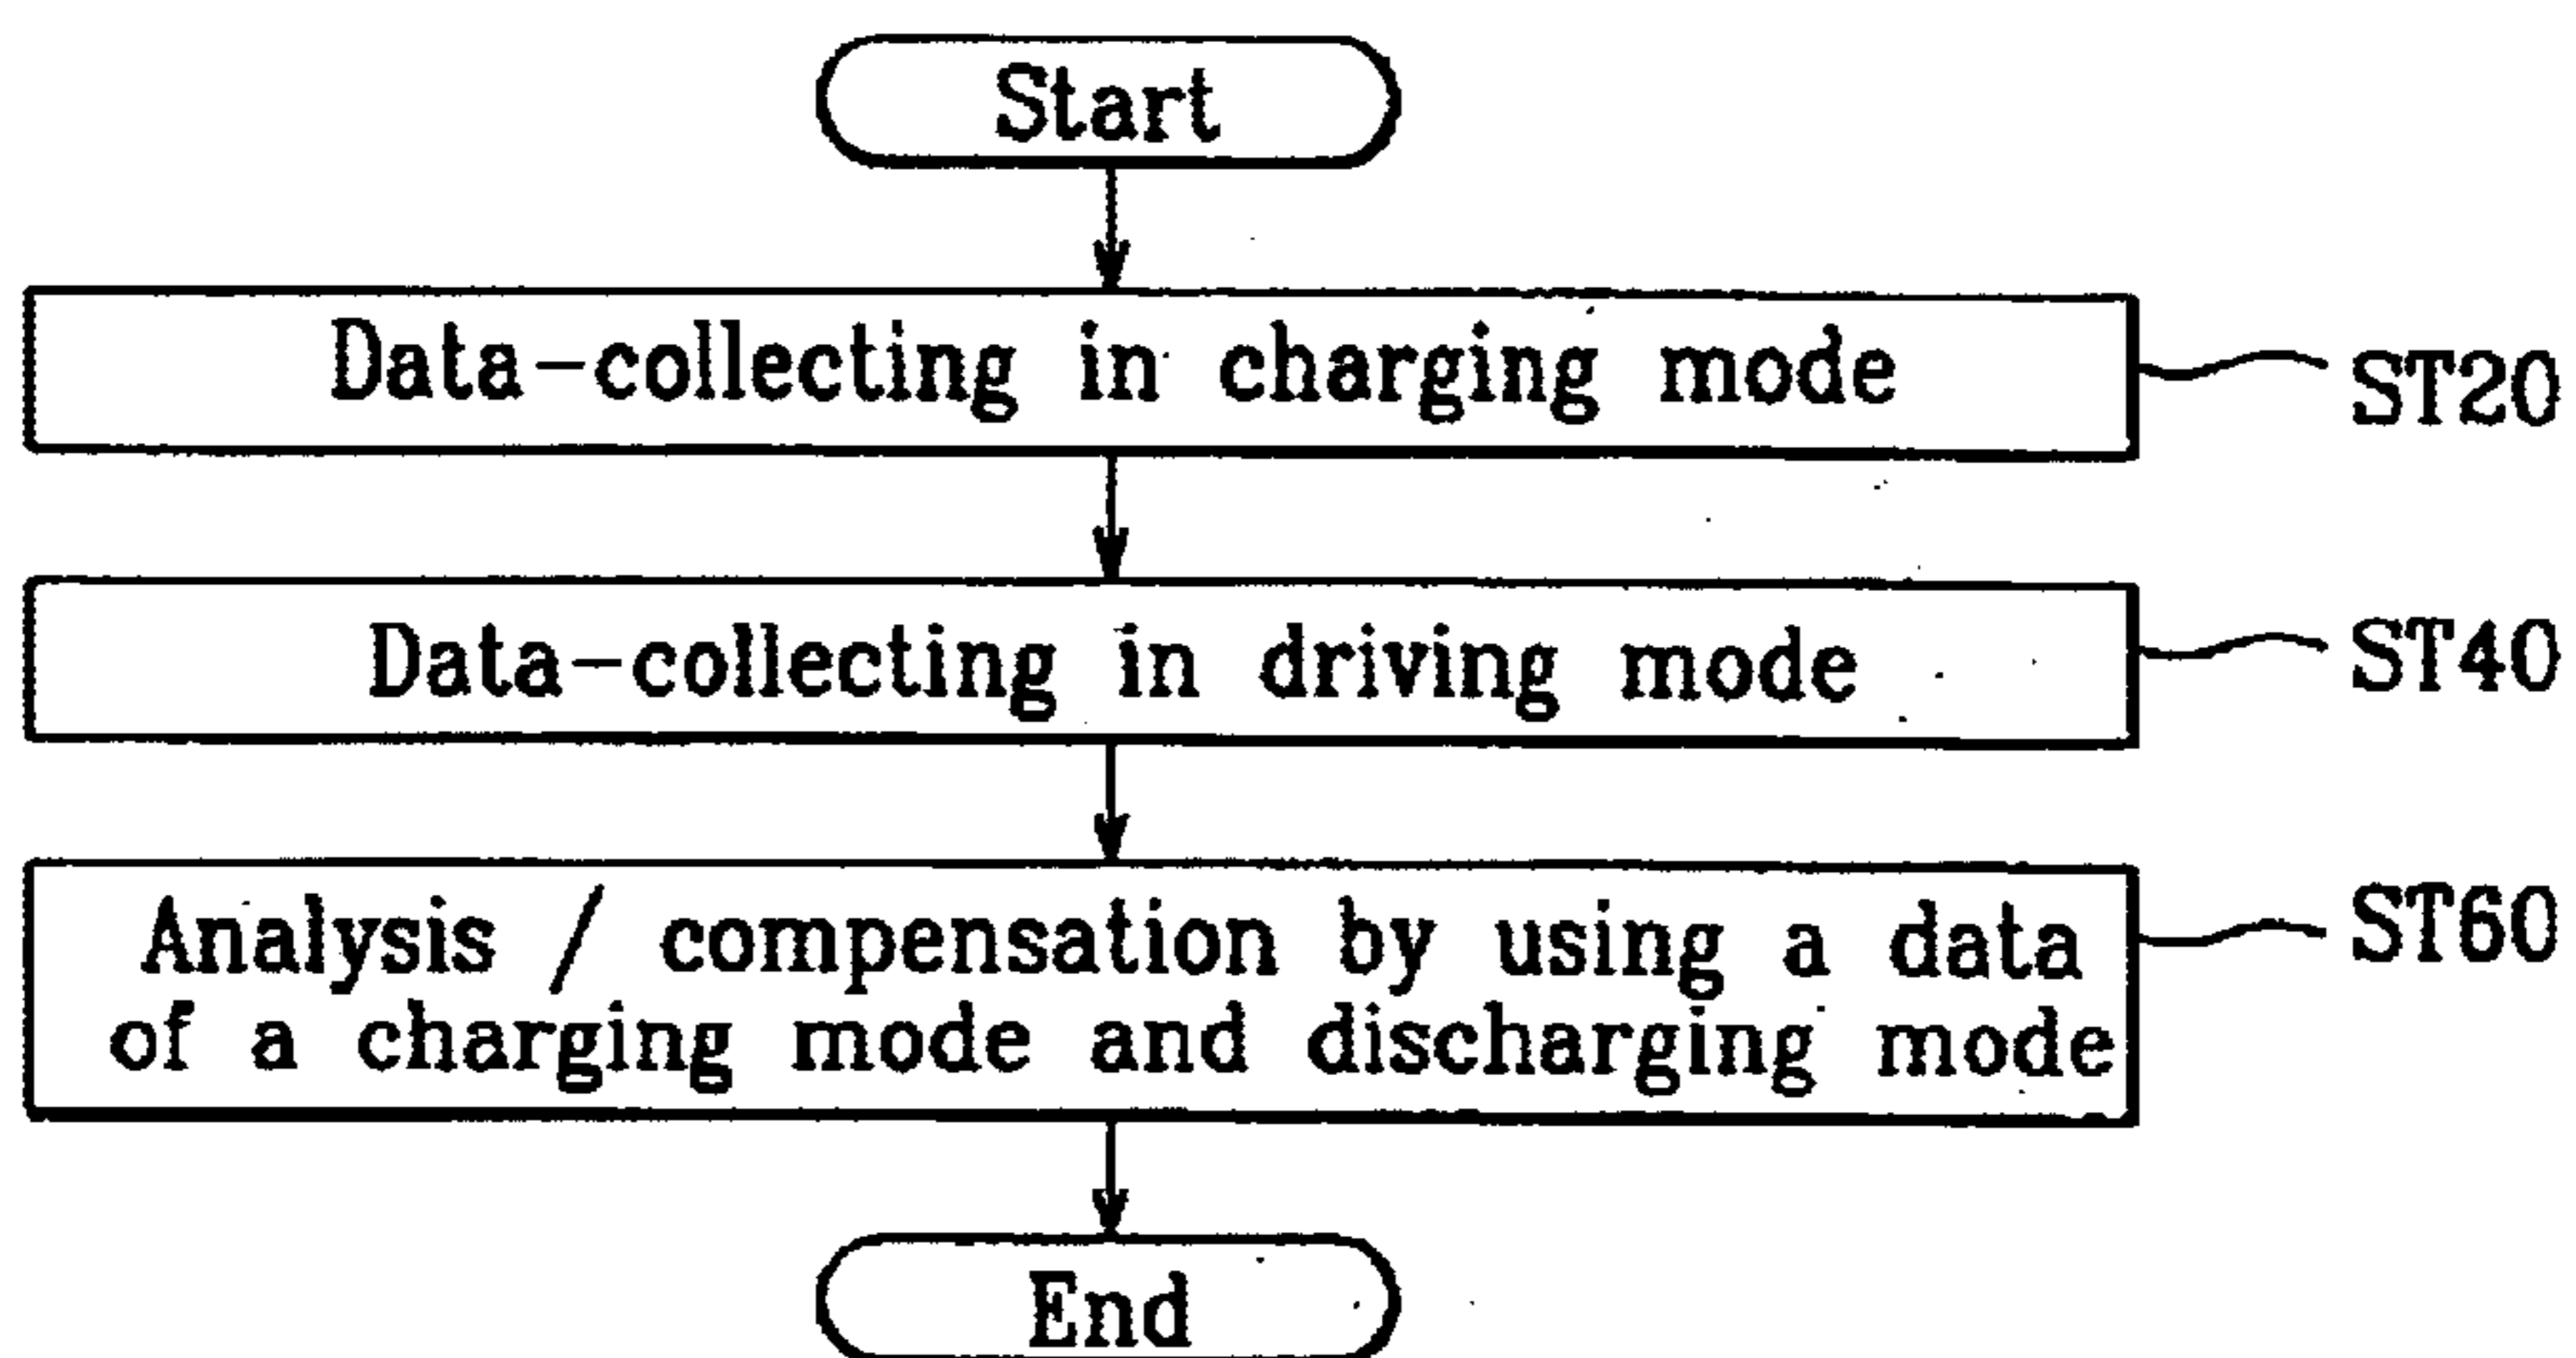 Start
Data-collecting in charging mode
ST20
Data-collecting in driving mode
ST40
Analysis / compensation by using a data
of a charging mode and discharging mode
ST60
End